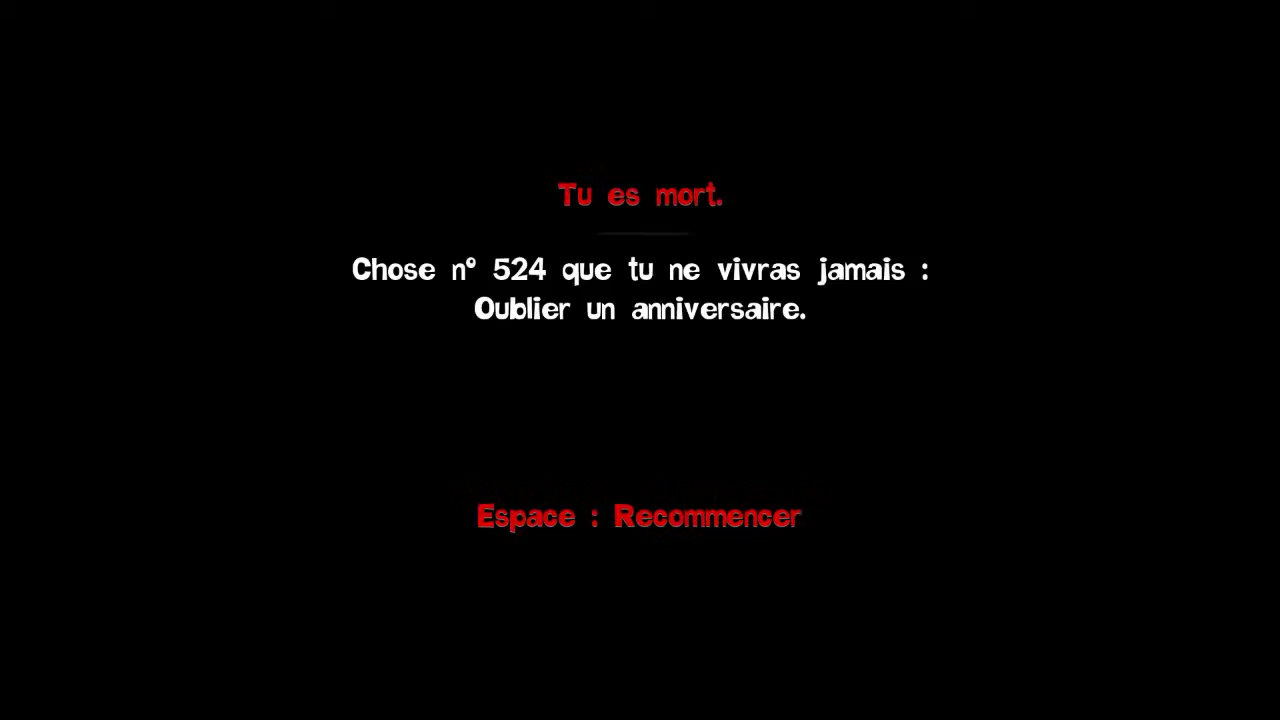 Tu es mort.
Chose n° 524 que tu ne vivras jamais :
Oublier un anniversaire.
Espace : Recommencer